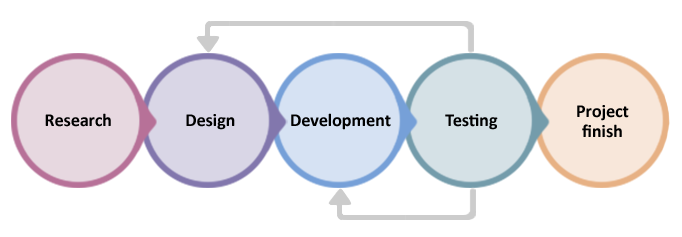 Research
Design
Development
Testing
Project
finish